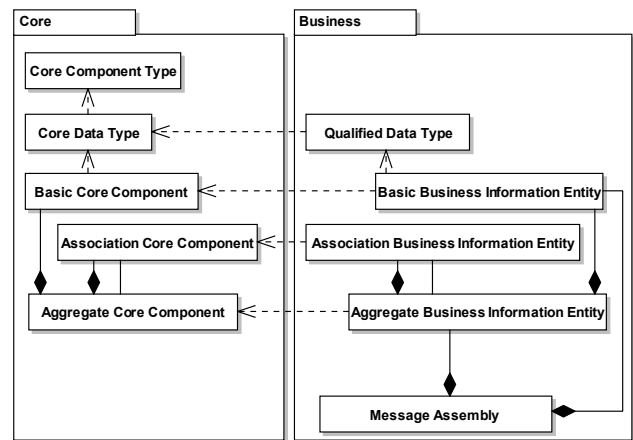 Core
Business
Core Component Type
Core Data Type
Qualified Data Type
Basic Core Component
Basic Business Information Entity
Association Core Component
Association Business Information Entity
Aggregate Core Component
Aggregate Business Information Entity
Message Assembly